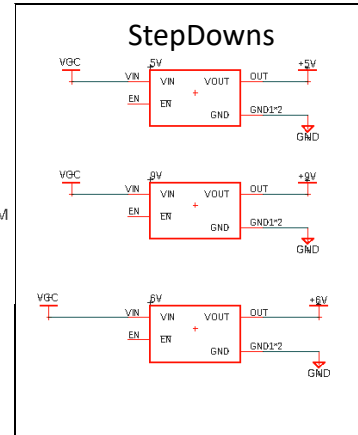 StepDowns
VCC 5V +5V
VIN VIN VOUT OUT
EN EN
GND GND1*2
GND
VCC 9V +9V
M
VIN VIN VOUT OUT
EN EN
GND GND1*2
GND
VCC 6V +6V
VIN VIN VOUT OUT
EN EN
GND GND1*2
GND